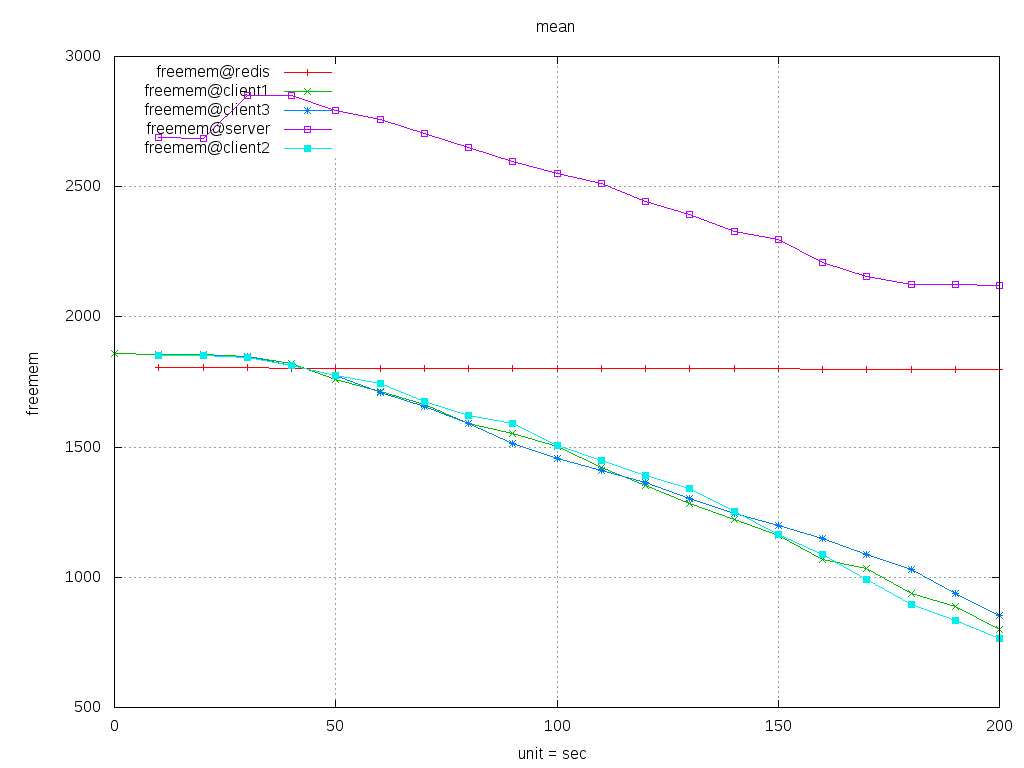 mean
3000
freemem@redis
freemem@client1
freemem@client3
freemem@server
freemem@client2
2500
2000
freemem
1500
1000
500
0 50 100 150 200
unit = sec